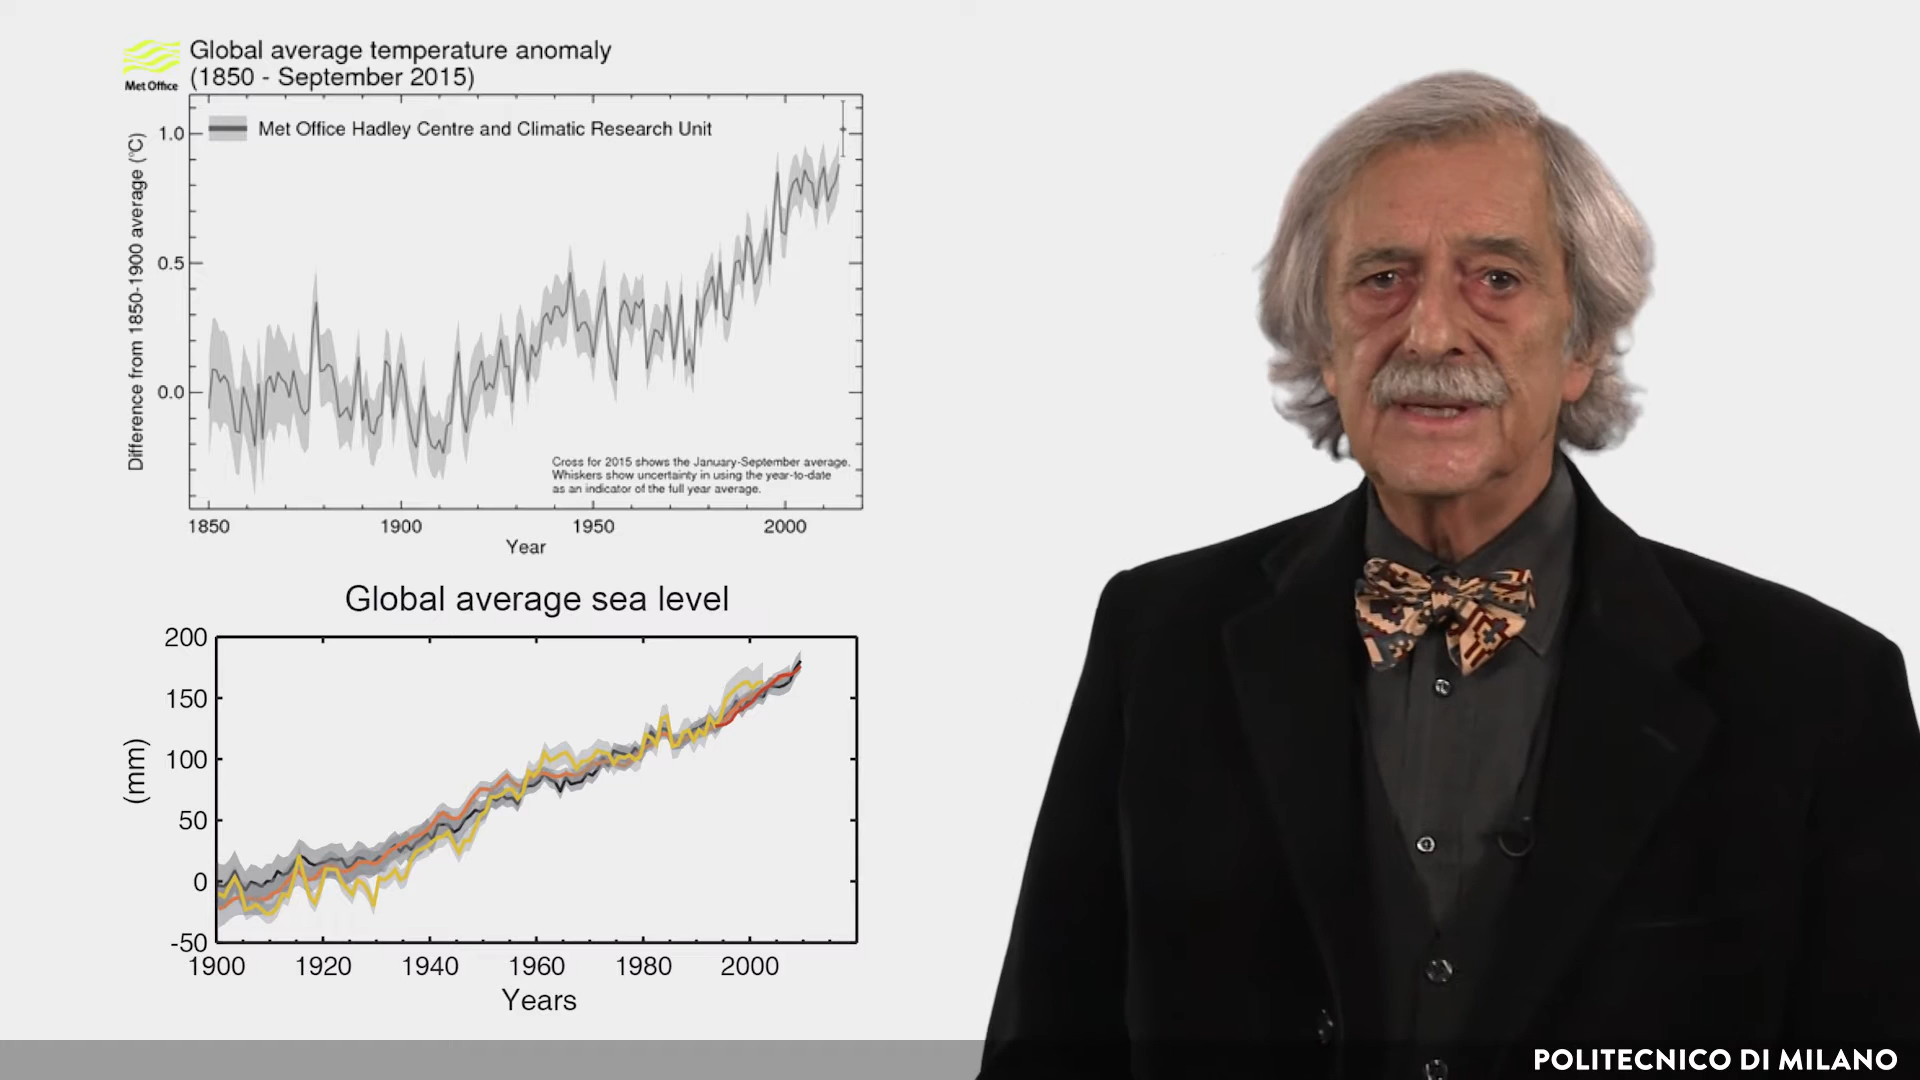 Met Office
Global average temperature anomaly
(1850 - September 2015)
Met Office Hadley Centre and Climatic Research Unit
Difference from 1850-1900 average (°C)
1.0
0.5
0.0
Cross for 2015 shows the January-September average.
Whiskers show uncertainty in using the year-to-date
as an indicator of the full year average.
1850 1900 1950 2000
Year
Global average sea level
(mm)
200
150
100
50
0
-50
1900 1920 1940 1960 1980 2000
Years
POLITECNICO DI MILANO